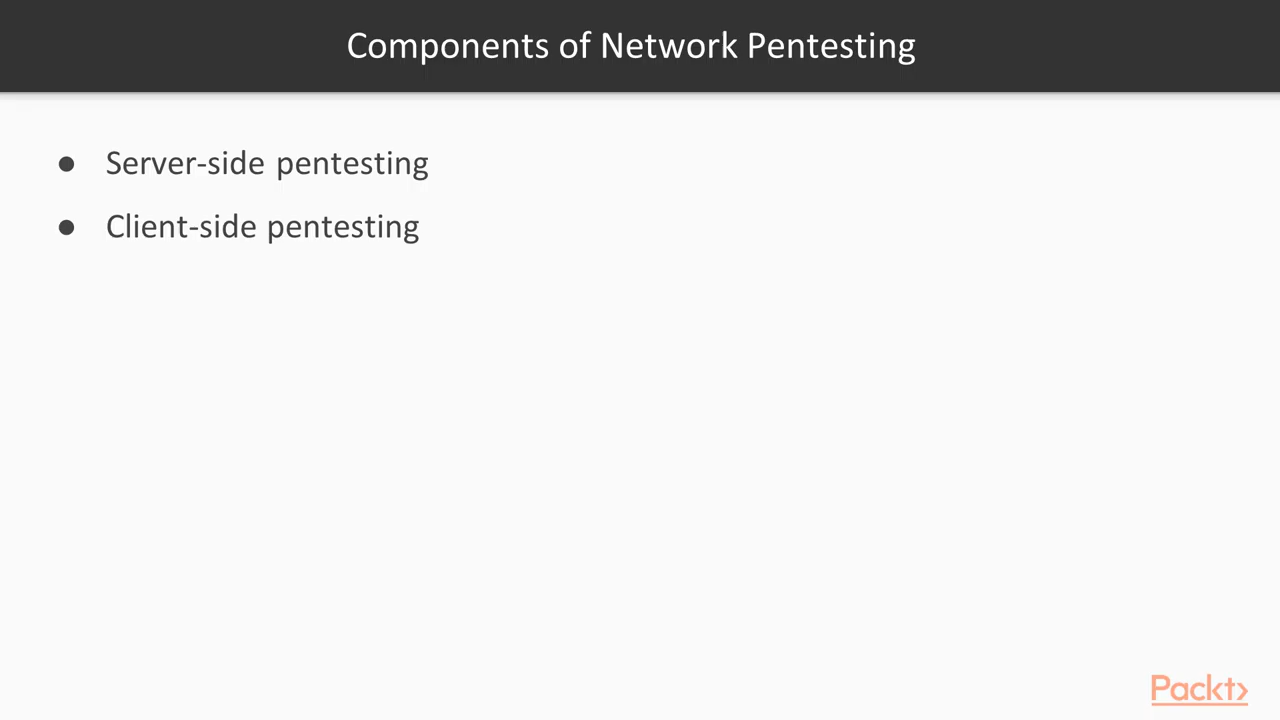 Components of Network Pentesting
● Server-side pentesting
● Client-side pentesting
Packt>